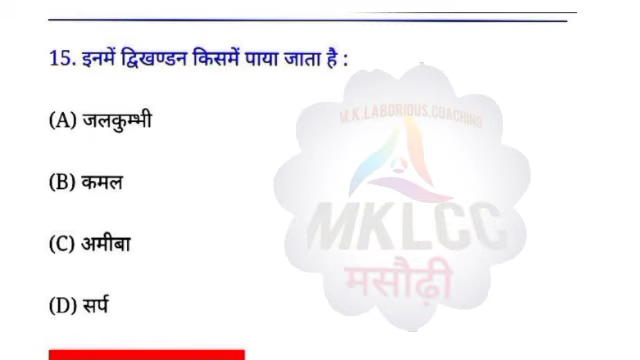 15. इनमें द्विखण्डन किसमें पाया जाता है :
(A) जलकुम्भी
M.K.LABORIOUS.COACHING
(B) कमल
MKLCC
(C) अमीबा
मसौढ़ी
(D) सर्प